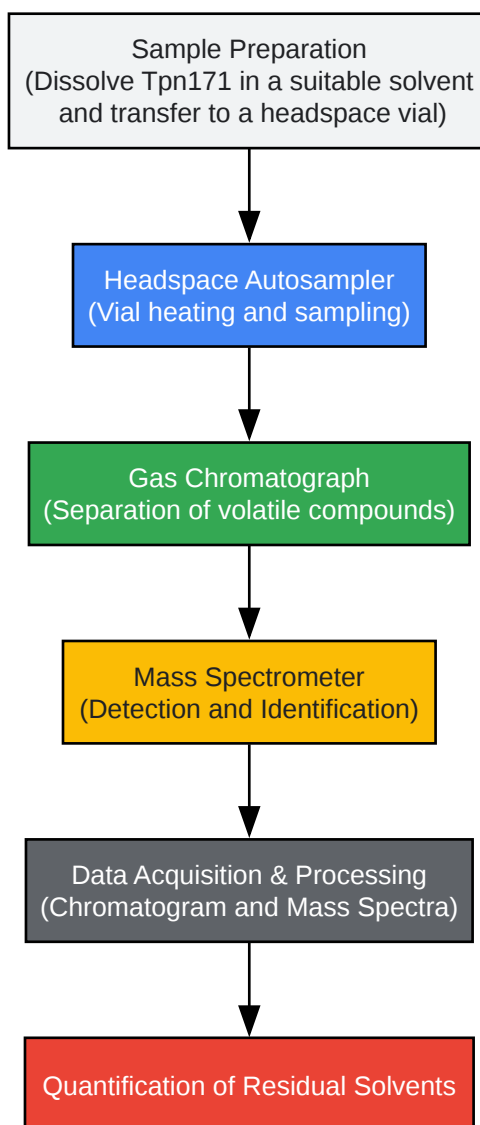 Sample Preparation
(Dissolve Tpn171 in a suitable solvent
and transfer to a headspace vial)
Headspace Autosampler
(Vial heating and sampling)
Gas Chromatograph
(Separation of volatile compounds)
Mass Spectrometer
(Detection and Identification)
Data Acquisition & Processing
(Chromatogram and Mass Spectra)
Quantification of Residual Solvents